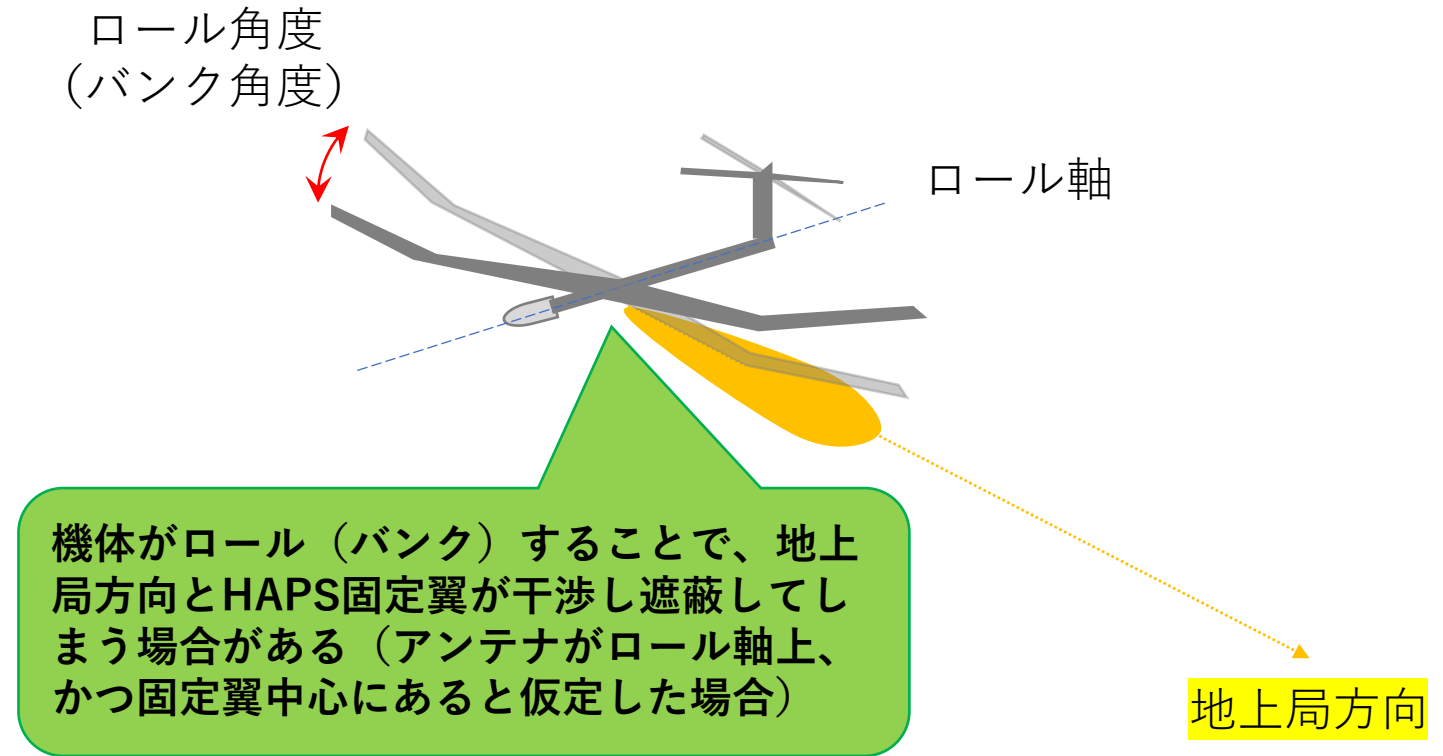 ロール角度
（バンク角度）
ロール軸
機体がロール（バンク）することで、地上
局方向とHAPS固定翼が干渉し遮蔽してし
まう場合がある（アンテナがロール軸上、
かつ固定翼中心にあると仮定した場合）
地上局方向